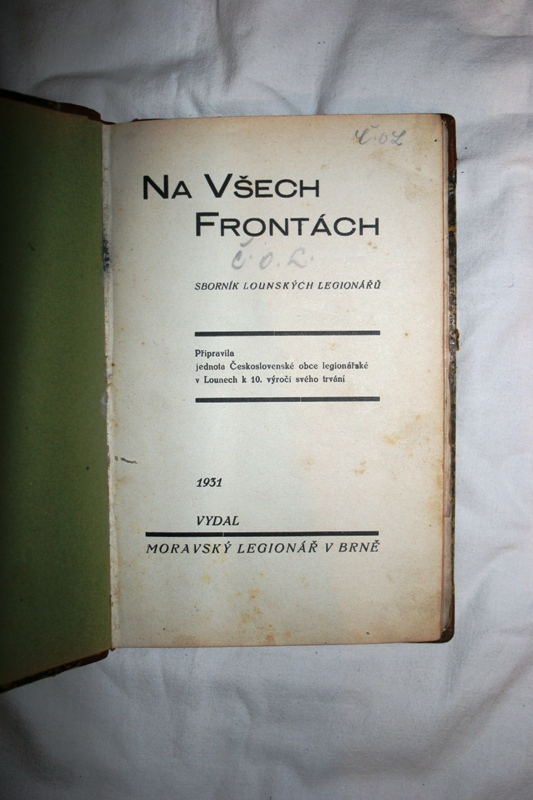 Č.OL
NA VŠECH
FRONTÁCH
Č.O.L.
SBORNÍK LOUNSKÝCH LEGIONÁŘŮ
Připravila
jednota Československé obce legionářské
v Lounech k 10. výročí svého trvání
1931
VYDAL
MORAVSKÝ LEGIONÁŘ V BRNĚ